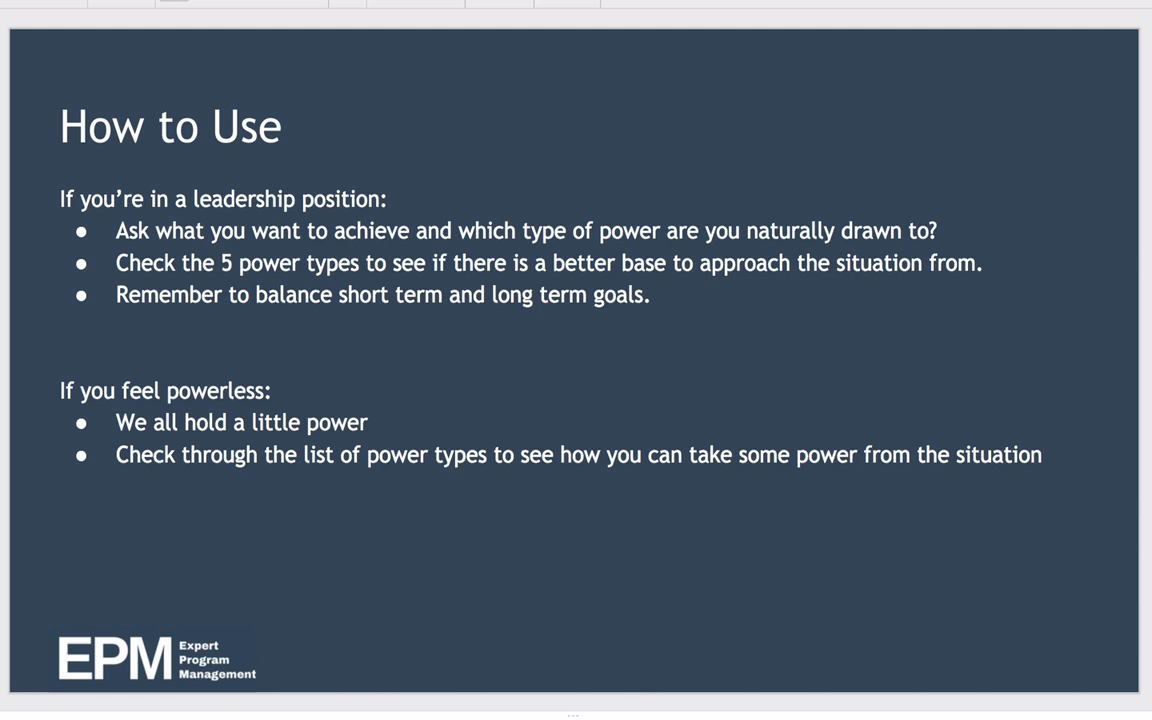 How to Use
If you’re in a leadership position:
● Ask what you want to achieve and which type of power are you naturally drawn to?
● Check the 5 power types to see if there is a better base to approach the situation from.
● Remember to balance short term and long term goals.
If you feel powerless:
● We all hold a little power
● Check through the list of power types to see how you can take some power from the situation
EPM
Expert
Program
Management